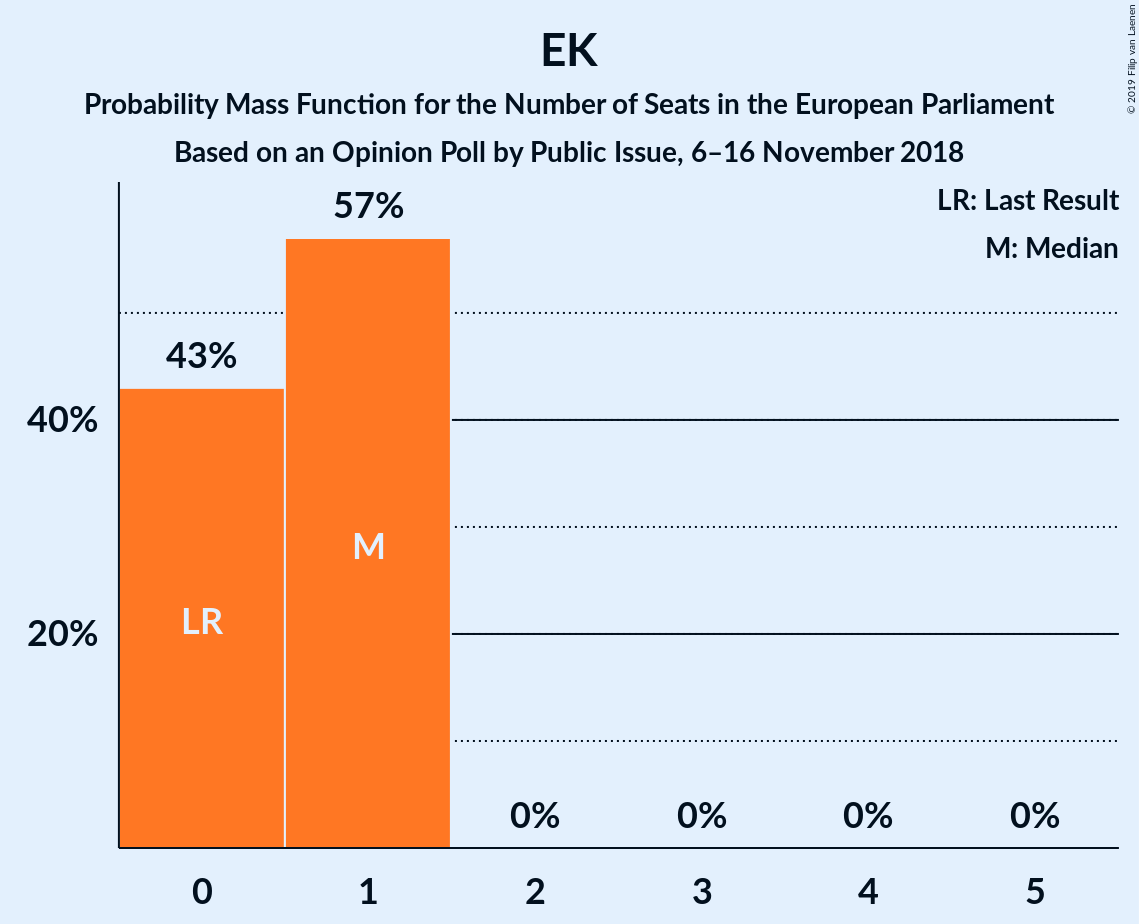 EK
Probability Mass Function for the Number of Seats in the European Parliament
Based on an Opinion Poll by Public Issue, 6–16 November 2018
© 2019 Filip van Laenen
LR: Last Result
M: Median
57%
43%
40%
M
LR
20%
0% 0% 0% 0%
0 1 2 3 4 5